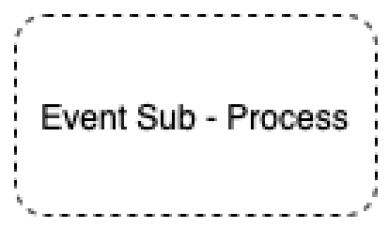 Event Sub - Process